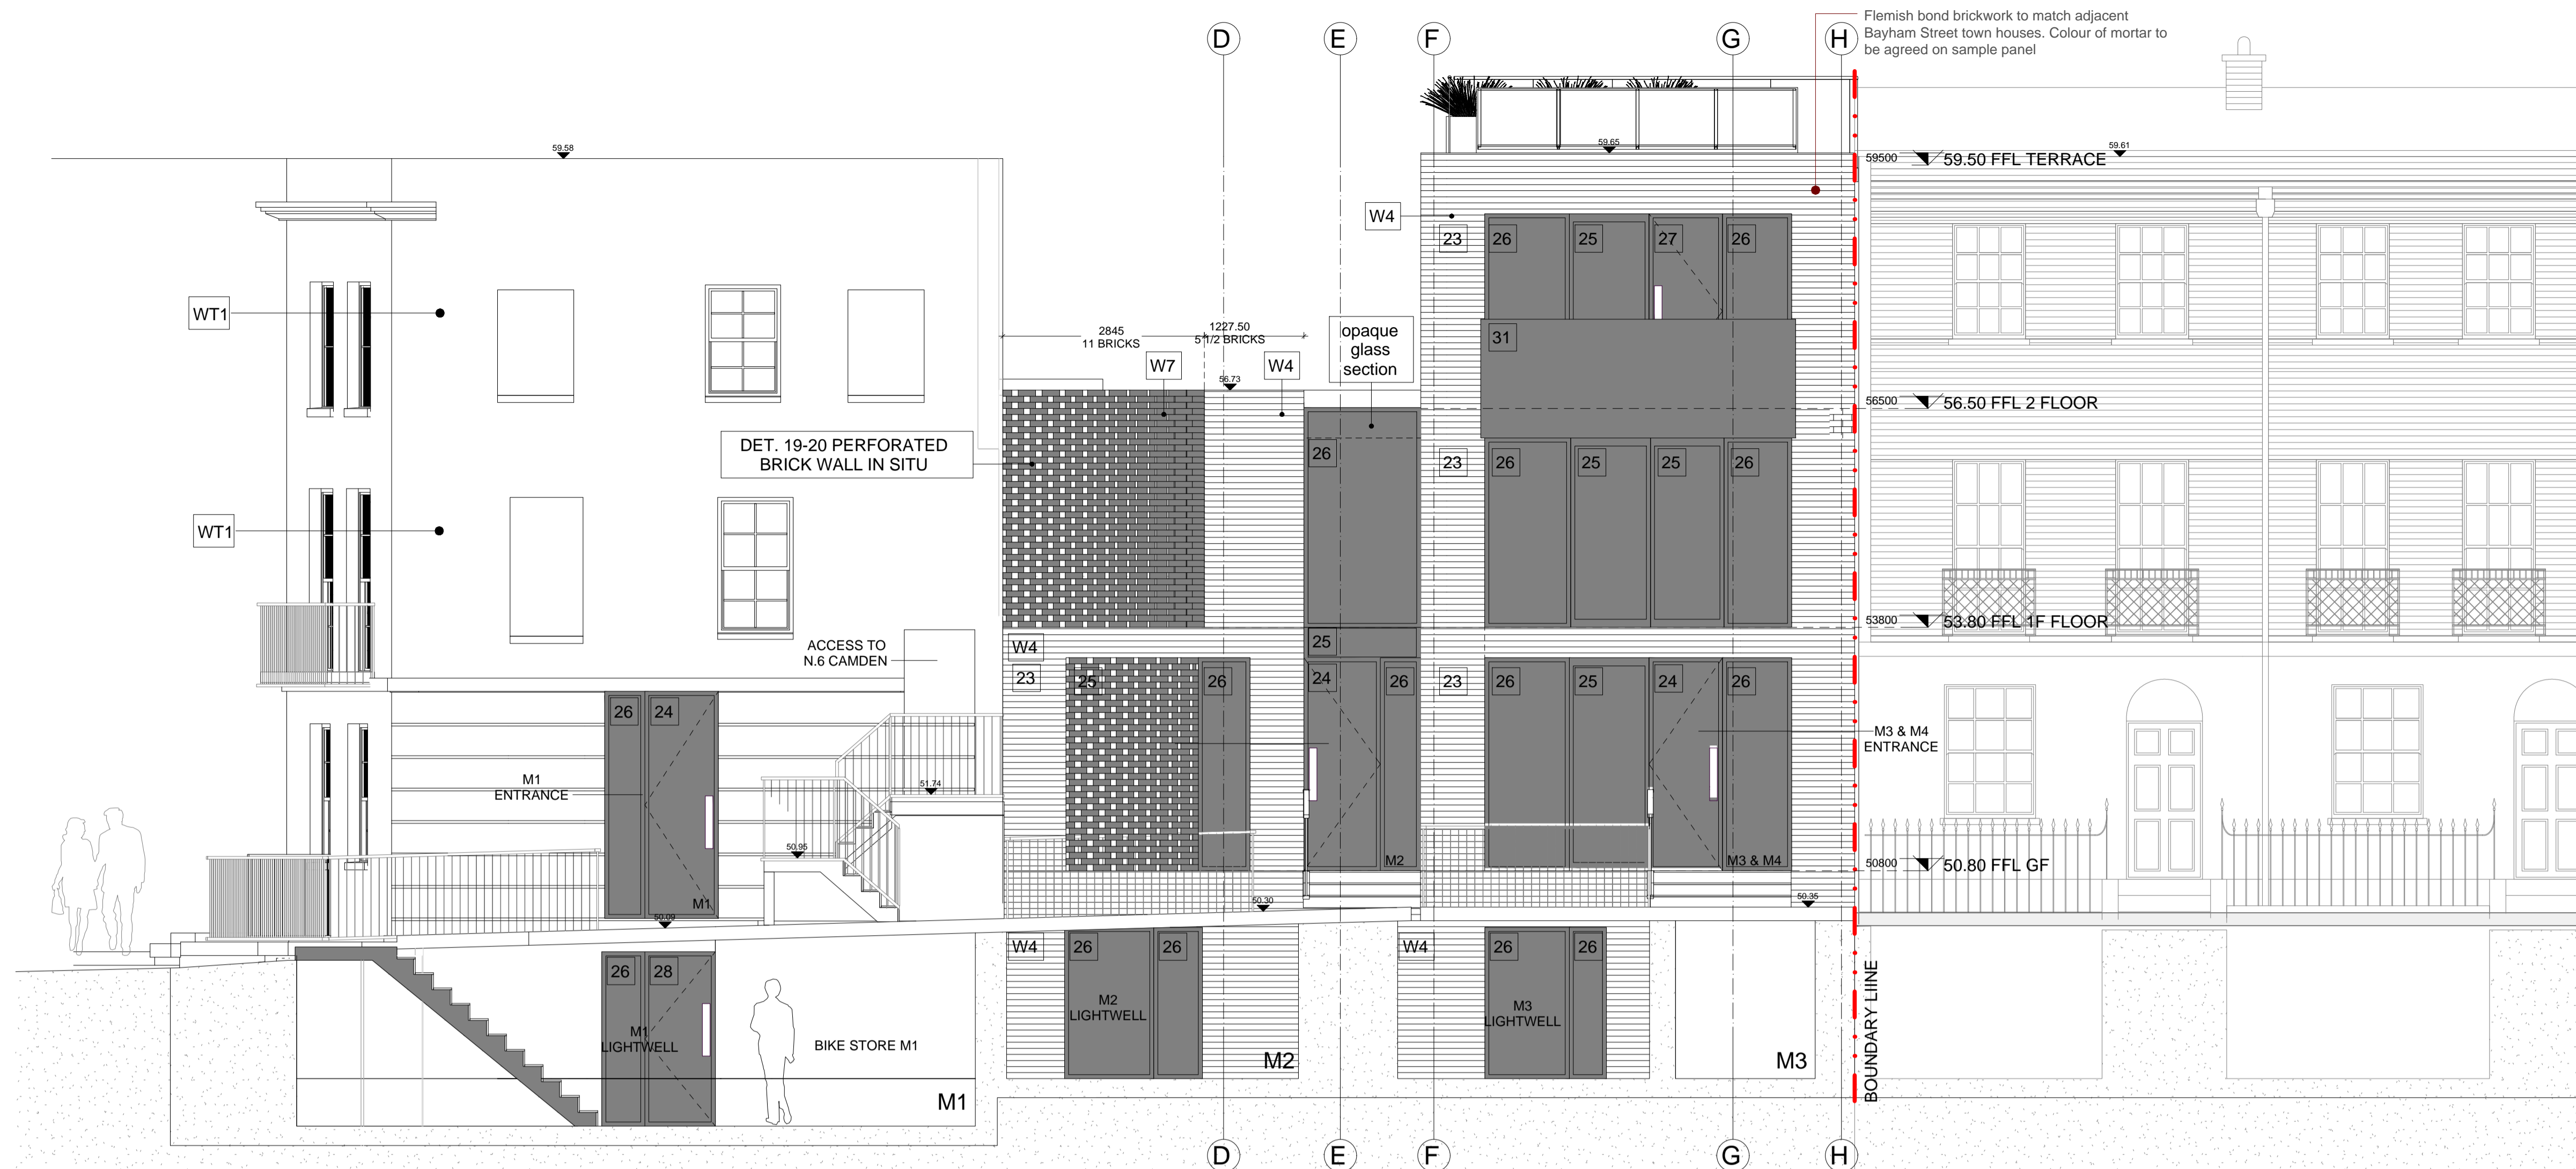 Flemish bond brickwork to match adjacent
Bayham Street town houses. Colour of mortar to
be agreed on sample panel
D
E
F
G
H
59.58
59.65
59500
59.50 FFL TERRACE
59.61
W4
23
26
25
27
26
WT1
2845
11 BRICKS
1227.50
5 1/2 BRICKS
opaque
glass
section
31
W7
W4
56.73
56500
56.50 FFL 2 FLOOR
DET. 19-20 PERFORATED
BRICK WALL IN SITU
26
23
26
25
25
26
WT1
53800
53.80 FFL 1F FLOOR
ACCESS TO
N.6 CAMDEN
W4
25
23
25
26
24
26
23
26
25
24
26
26
24
M3 & M4
ENTRANCE
M1
ENTRANCE
51.74
50.95
M2
M3 & M4
50800
50.80 FFL GF
M1
50.09
50.30
50.35
W4
26
26
W4
26
26
26
28
M2
LIGHTWELL
M3
LIGHTWELL
M1
LIGHTWELL
BIKE STORE M1
M2
M3
M1
BOUNDARY LIINE
D
E
F
G
H